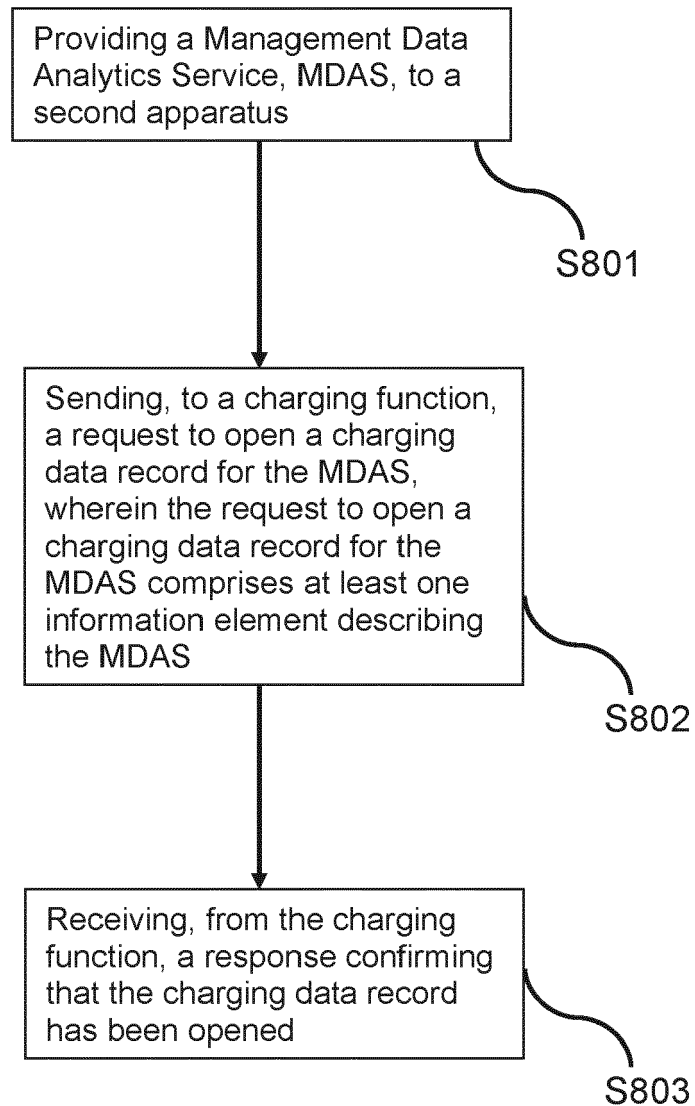 Providing a Management Data
Analytics Service, MDAS, to a
second apparatus
S801
Sending, to a charging function,
a request to open a charging
data record for the MDAS,
wherein the request to open a
charging data record for the
MDAS comprises at least one
information element describing
the MDAS
S802
Receiving, from the charging
function, a response confirming
that the charging data record
has been opened
S803